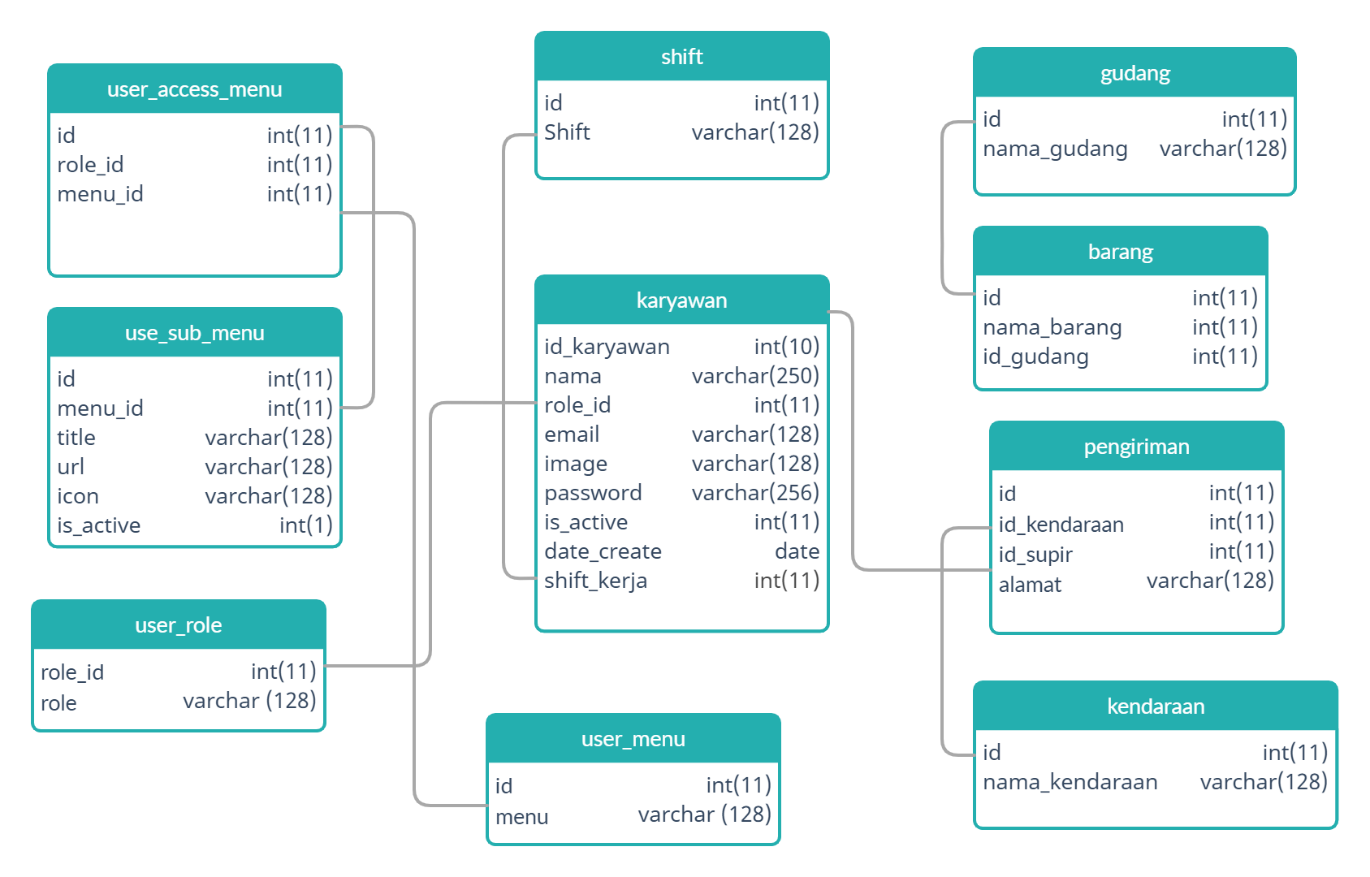 user_access_menu
id int(11)
role_id int(11)
menu_id int(11)
use_sub_menu
id int(11)
menu_id int(11)
title varchar(128)
url varchar(128)
icon varchar(128)
is_active int(1)
user_role
role_id int(11)
role varchar (128)
shift
id int(11)
Shift varchar(128)
karyawan
id_karyawan int(10)
nama varchar(250)
role_id int(11)
email varchar(128)
image varchar(128)
password varchar(256)
is_active int(11)
date_create date
shift_kerja int(11)
user_menu
id int(11)
menu varchar (128)
gudang
id int(11)
nama_gudang varchar(128)
barang
id int(11)
nama_barang int(11)
id_gudang int(11)
pengiriman
id int(11)
id_kendaraan int(11)
id_supir int(11)
alamat varchar(128)
kendaraan
id int(11)
nama_kendaraan varchar(128)